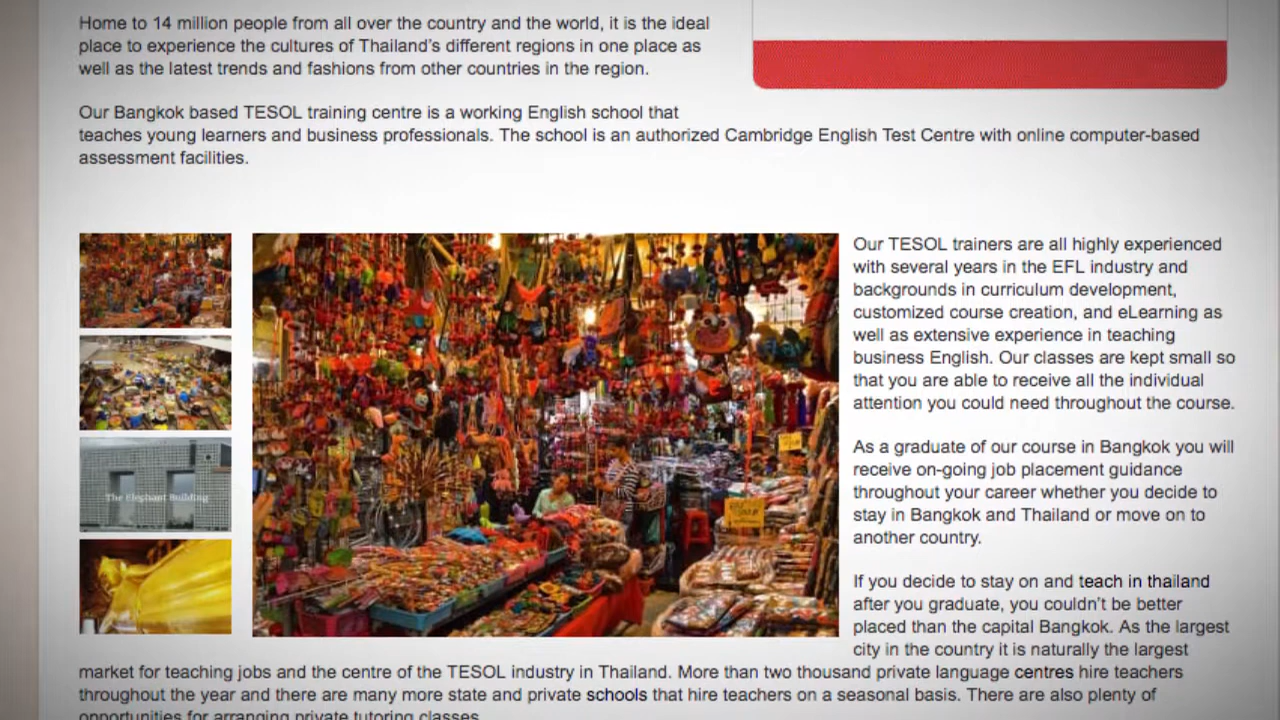 Home to 14 million people from all over the country and the world, it is the ideal
place to experience the cultures of Thailand's different regions in one place as
well as the latest trends and fashions from other countries in the region.
Our Bangkok based TESOL training centre is a working English school that
teaches young learners and business professionals. The school is an authorized Cambridge English Test Centre with online computer-based
assessment facilities.
The Elephant Building
Our TESOL trainers are all highly experienced
with several years in the EFL industry and
backgrounds in curriculum development,
customized course creation, and eLearning as
well as extensive experience in teaching
business English. Our classes are kept small so
that you are able to receive all the individual
attention you could need throughout the course.
As a graduate of our course in Bangkok you will
receive on-going job placement guidance
throughout your career whether you decide to
stay in Bangkok and Thailand or move on to
another country.
If you decide to stay on and teach in thailand
after you graduate, you couldn't be better
placed than the capital Bangkok. As the largest
city in the country it is naturally the largest
market for teaching jobs and the centre of the TESOL industry in Thailand. More than two thousand private language centres hire teachers
throughout the year and there are many more state and private schools that hire teachers on a seasonal basis. There are also plenty of
opportunities for arranging private tutoring classes.